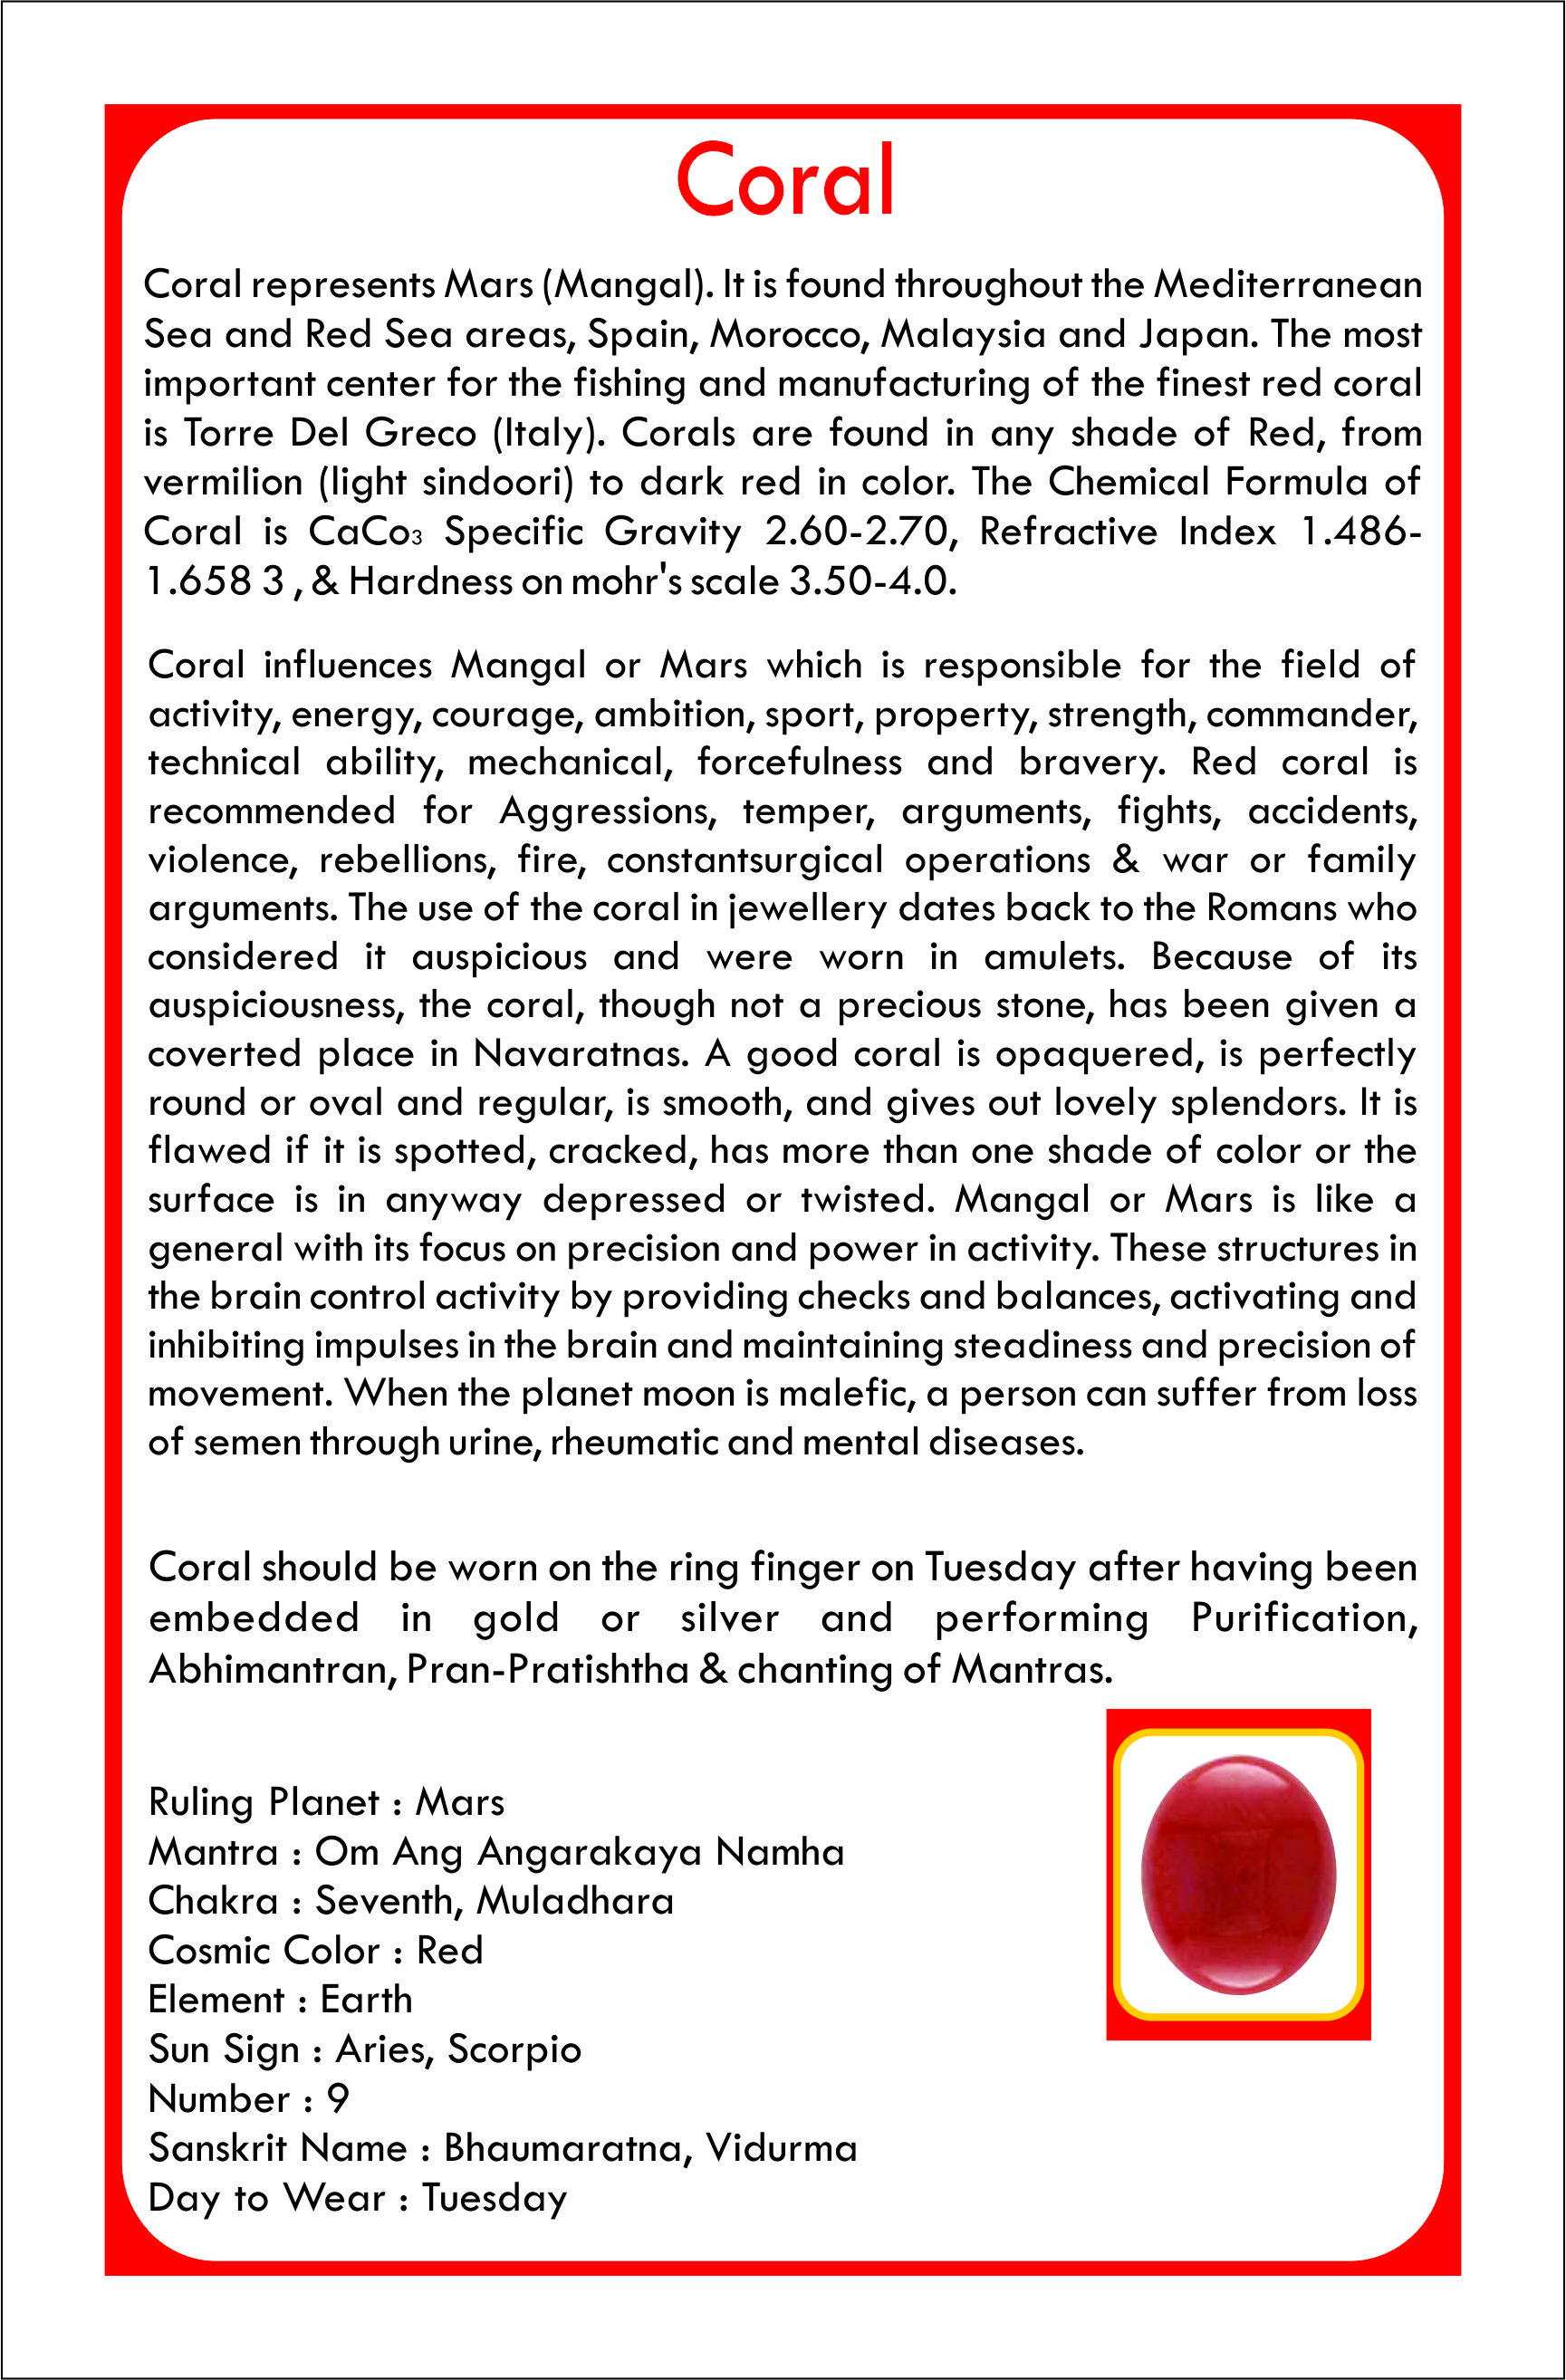 Coral
Coral represents Mars (Mangal). It is found throughout the Mediterranean
Sea and Red Sea areas, Spain, Morocco, Malaysia and Japan. The most
important center for the fishing and manufacturing of the finest red coral
is Torre Del Greco (Italy). Corals are found in any shade of Red, from
vermilion (light sindoori) to dark red in color. The Chemical Formula of
Coral is CaCo₃ Specific Gravity 2.60-2.70, Refractive Index 1.486-
1.658 3 , & Hardness on mohr's scale 3.50-4.0.
Coral influences Mangal or Mars which is responsible for the field of
activity, energy, courage, ambition, sport, property, strength, commander,
technical ability, mechanical, forcefulness and bravery. Red coral is
recommended for Aggressions, temper, arguments, fights, accidents,
violence, rebellions, fire, constantsurgical operations & war or family
arguments. The use of the coral in jewellery dates back to the Romans who
considered it auspicious and were worn in amulets. Because of its
auspiciousness, the coral, though not a precious stone, has been given a
coverted place in Navaratnas. A good coral is opaquered, is perfectly
round or oval and regular, is smooth, and gives out lovely splendors. It is
flawed if it is spotted, cracked, has more than one shade of color or the
surface is in anyway depressed or twisted. Mangal or Mars is like a
general with its focus on precision and power in activity. These structures in
the brain control activity by providing checks and balances, activating and
inhibiting impulses in the brain and maintaining steadiness and precision of
movement. When the planet moon is malefic, a person can suffer from loss
of semen through urine, rheumatic and mental diseases.
Coral should be worn on the ring finger on Tuesday after having been
embedded in gold or silver and performing Purification,
Abhimantran, Pran-Pratishtha & chanting of Mantras.
Ruling Planet : Mars
Mantra : Om Ang Angarakaya Namha
Chakra : Seventh, Muladhara
Cosmic Color : Red
Element : Earth
Sun Sign : Aries, Scorpio
Number : 9
Sanskrit Name : Bhaumaratna, Vidurma
Day to Wear : Tuesday